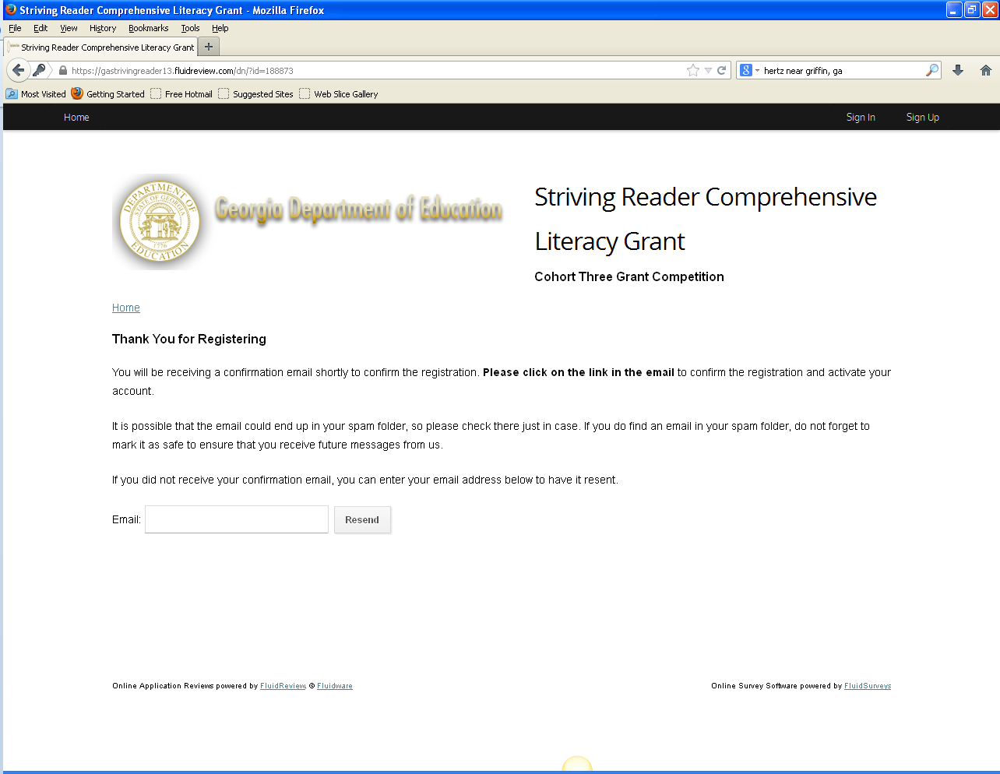 Striving Reader Comprehensive Literacy Grant - Mozilla Firefox
File Edit View History Bookmarks Tools Help
Striving Reader Comprehensive Literacy Grant +
https://gastrivingreader13.fluidreview.com/dn/?id=188873 8 hertz near griffin, ga
Most Visited Getting Started Free Hotmail Suggested Sites Web Slice Gallery
Home Sign In Sign Up
DEPARTMENT OF
STATE OF GEORGIA
1776
EDUCATION
Georgia Department of Education
Striving Reader Comprehensive
Literacy Grant
Cohort Three Grant Competition
Home
Thank You for Registering
You will be receiving a confirmation email shortly to confirm the registration. Please click on the link in the email to confirm the registration and activate your
account.
It is possible that the email could end up in your spam folder, so please check there just in case. If you do find an email in your spam folder, do not forget to
mark it as safe to ensure that you receive future messages from us.
If you did not receive your confirmation email, you can enter your email address below to have it resent.
Email: Resend
Online Application Reviews powered by FluidReview. © Fluidware Online Survey Software powered by FluidSurveys